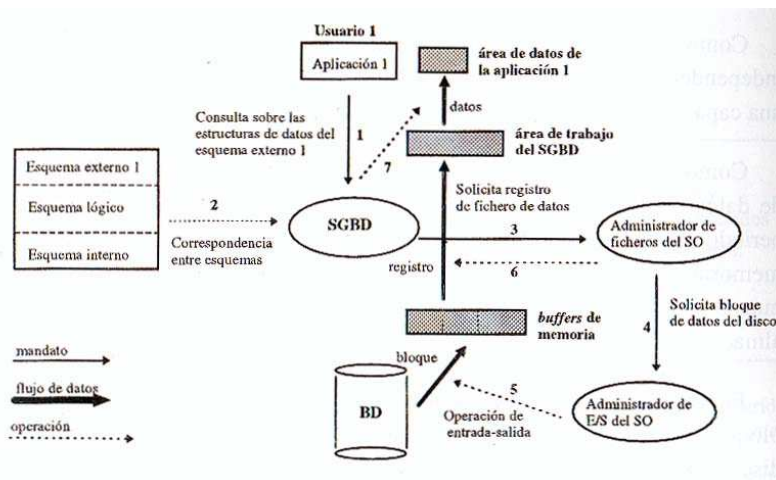 Usuario 1
Aplicación 1
área de datos de
la aplicación 1
Consulta sobre las
estructuras de datos del
esquema externo 1
1
7
datos
área de trabajo
del SGBD
Esquema externo 1
Esquema lógico
Esquema interno
2
Correspondencia
entre esquemas
SGBD
Solicita registro
de fichero de datos
3
6
Administrador de
ficheros del SO
registro
4
Solicita bloque
de datos del disco
buffers de
memoria
bloque
BD
5
Operación de
entrada-salida
Administrador de
E/S del SO
mandato
flujo de datos
operación
Como
una capa
Como